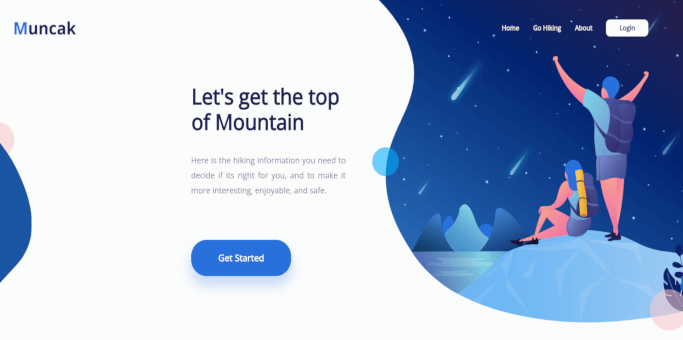 Muncak
Home Go Hiking About Login
Let's get the top
of Mountain
Here is the hiking information you need to
decide if its right for you, and to make it
more interesting, enjoyable, and safe.
Get Started